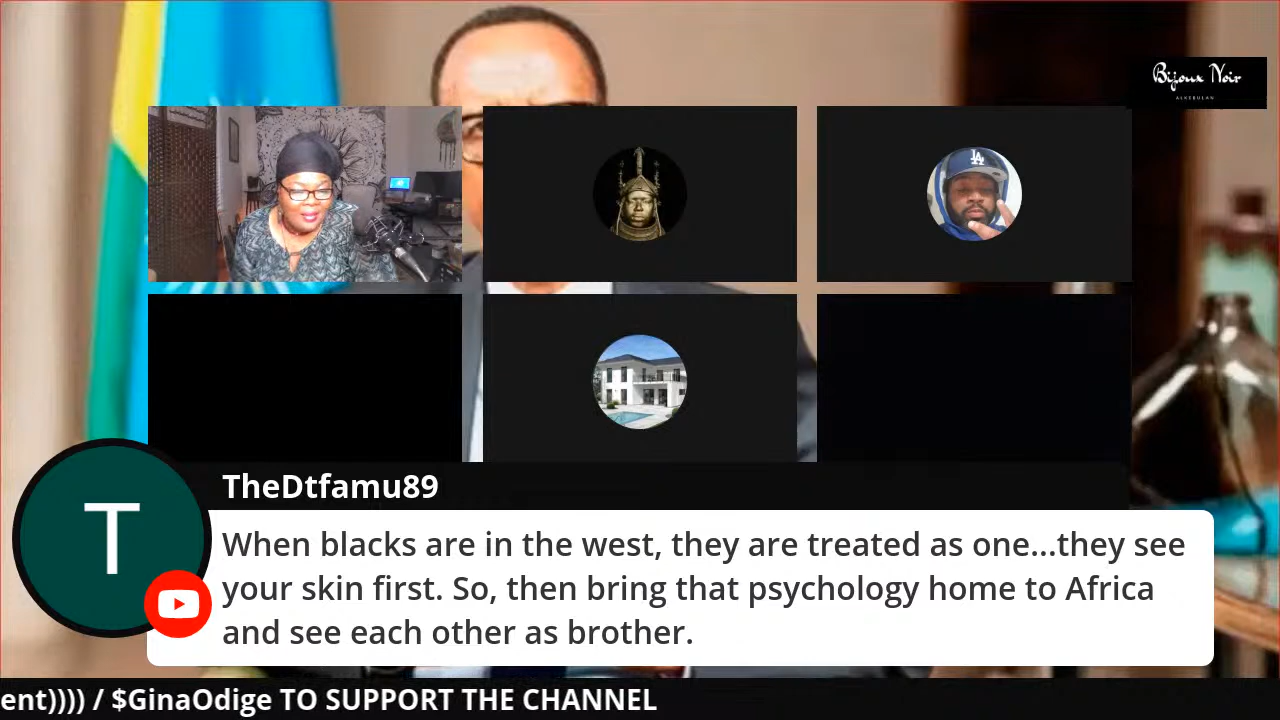 Bijoux Noir
ALKEBULAN
LA
T
TheDtfamu89
When blacks are in the west, they are treated as one...they see
your skin first. So, then bring that psychology home to Africa
and see each other as brother.
ent)))) / $GinaOdige TO SUPPORT THE CHANNEL